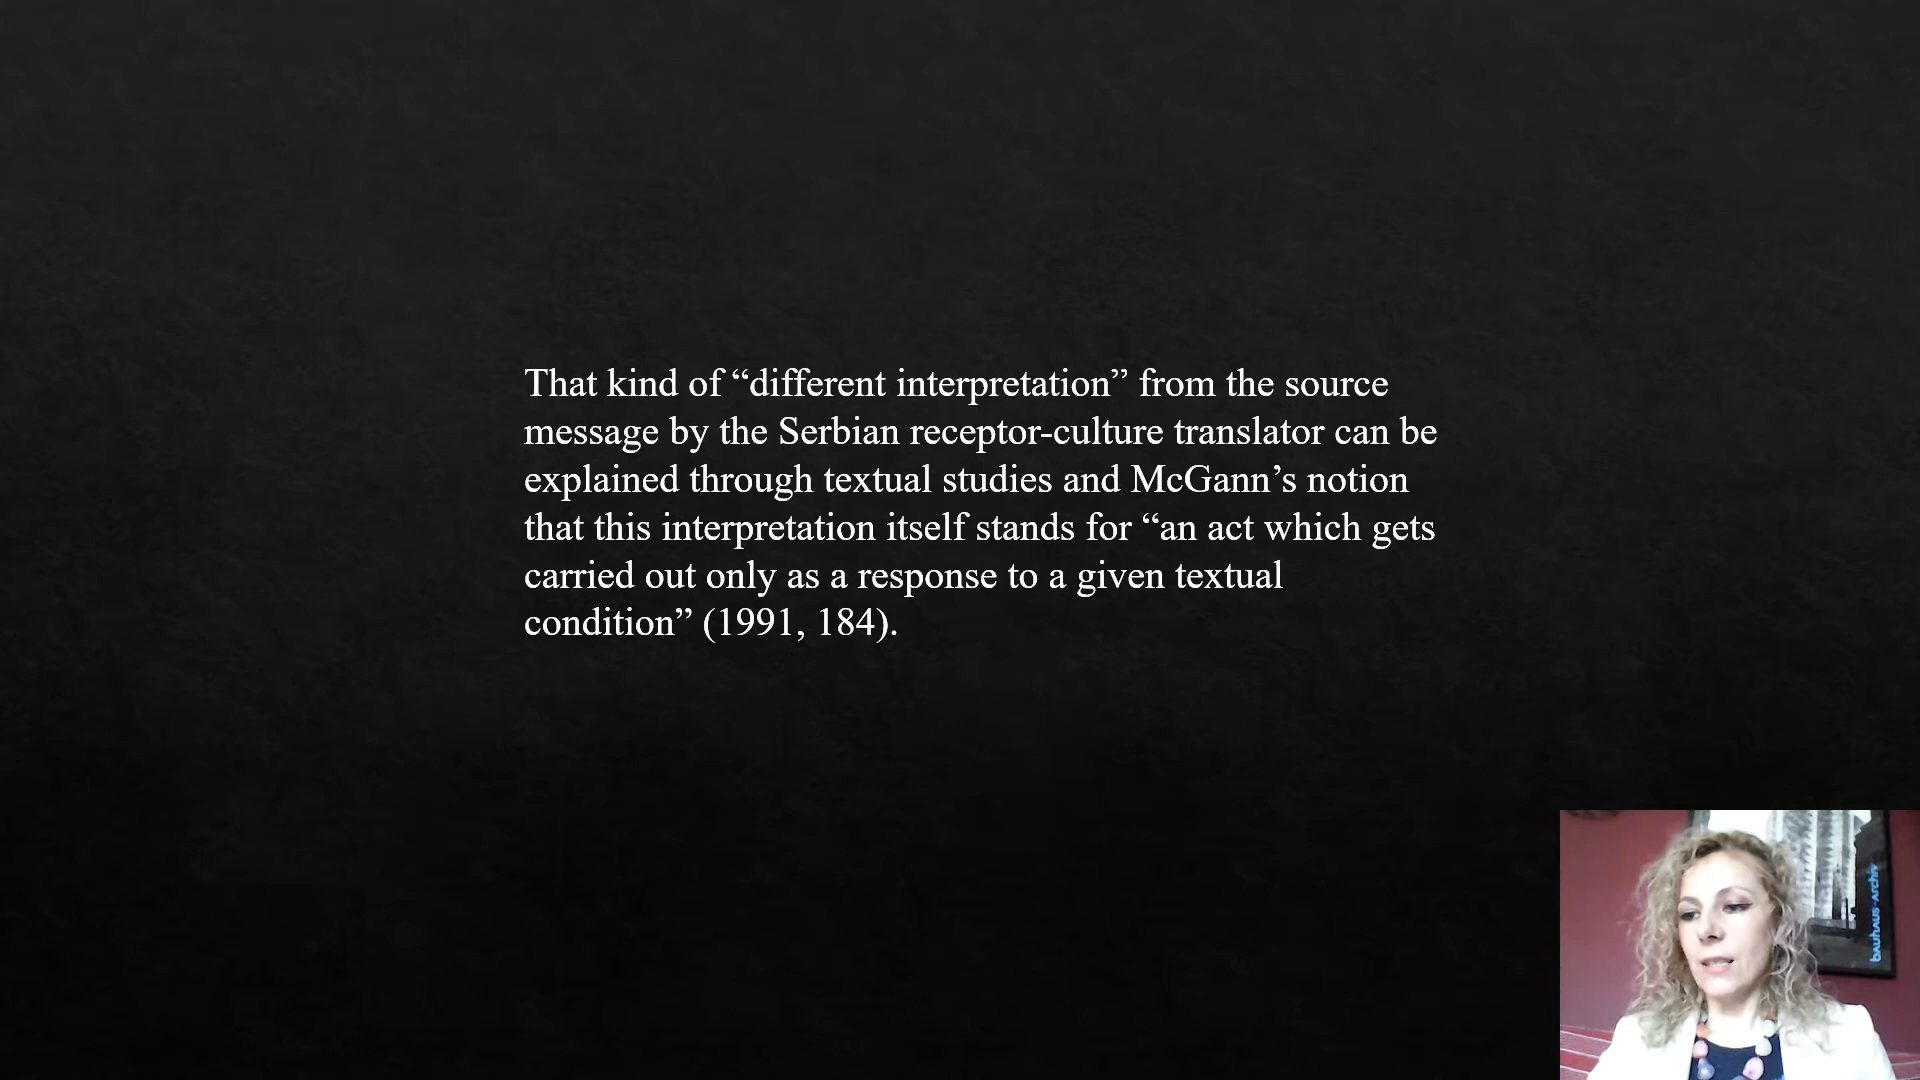 That kind of “different interpretation” from the source
message by the Serbian receptor-culture translator can be
explained through textual studies and McGann’s notion
that this interpretation itself stands for “an act which gets
carried out only as a response to a given textual
condition” (1991, 184).
bauhaus-archiv